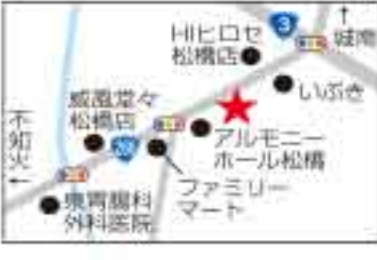 ↑
城南
3
HIヒロセ
松橋店
いぶき
威風堂々
松橋店
アルモニー
ホール松橋
不知火
←
ファミリー
マート
胃腸科
外科医院